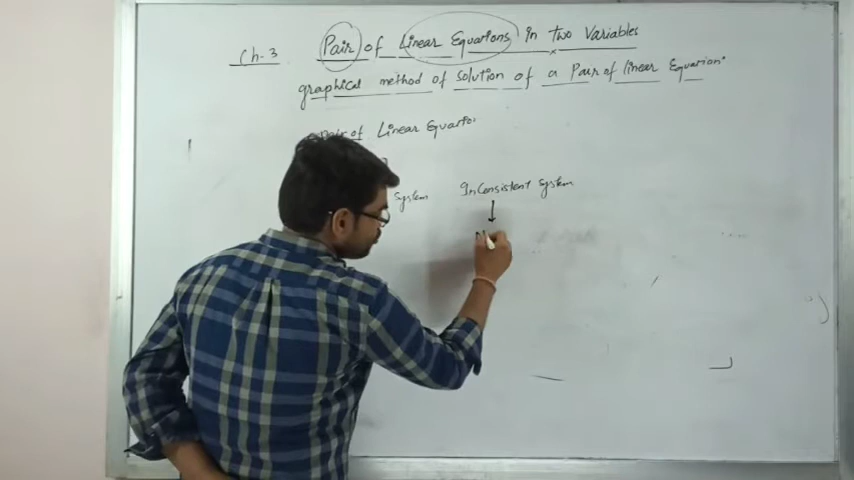 Ch.3 Pair of Linear Equations in two Variables
graphical method of Solution of a Pair of linear Equation.
Pair of Linear Equation
System Inconsistent System